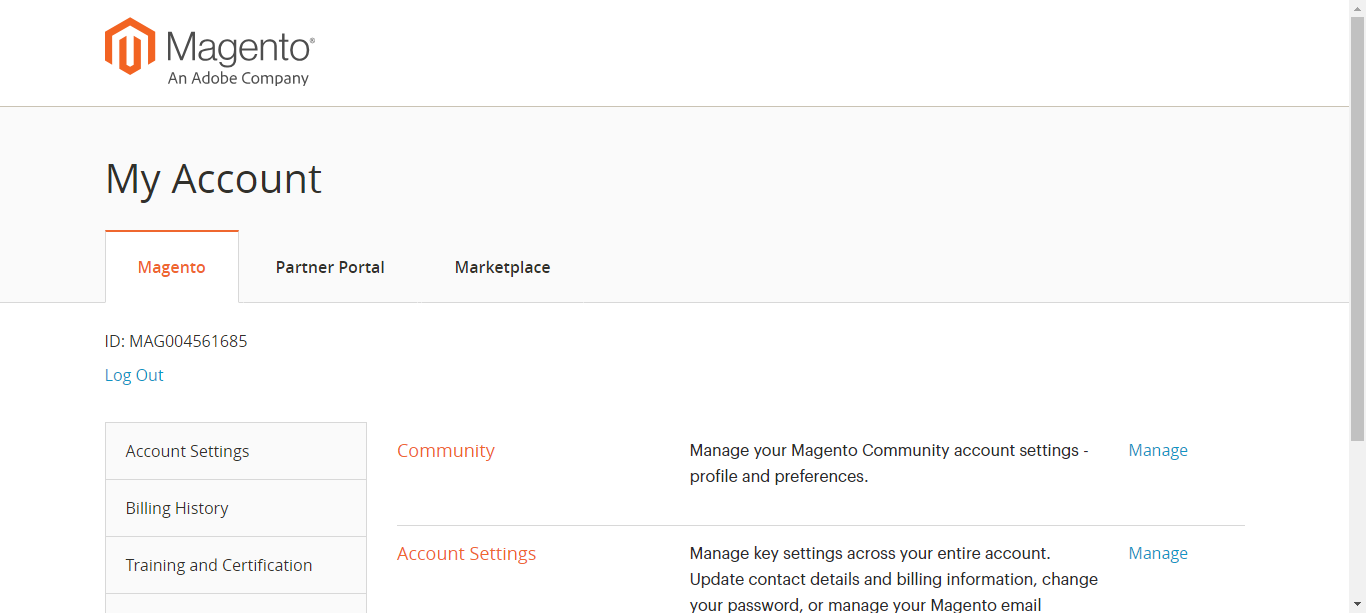 Magento®
An Adobe Company
My Account
Magento
Partner Portal
Marketplace
ID: MAG004561685
Log Out
Account Settings
Billing History
Training and Certification
Community
Manage your Magento Community account settings -
profile and preferences.
Manage
Account Settings
Manage key settings across your entire account.
Update contact details and billing information, change
your password, or manage your Magento email
Manage